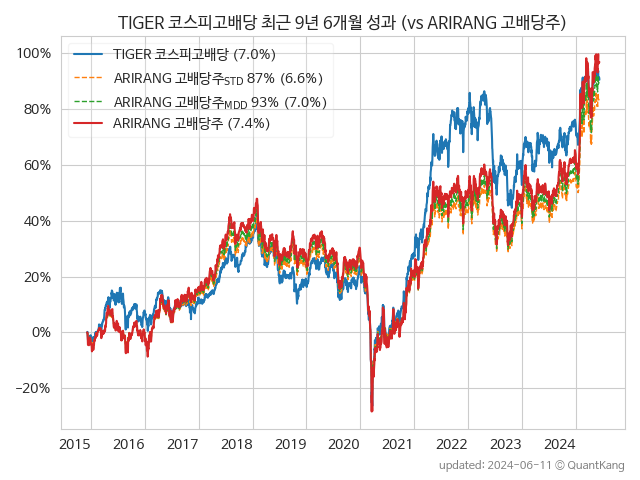 TIGER 코스피고배당 최근 9년 6개월 성과 (vs ARIRANG 고배당주)
TIGER 코스피고배당 (7.0%)
ARIRANG 고배당주STD 87% (6.6%)
ARIRANG 고배당주MDD 93% (7.0%)
ARIRANG 고배당주 (7.4%)
100%
80%
60%
40%
20%
0%
−20%
2015 2016 2017 2018 2019 2020 2021 2022 2023 2024
updated: 2024-06-11 © QuantKang